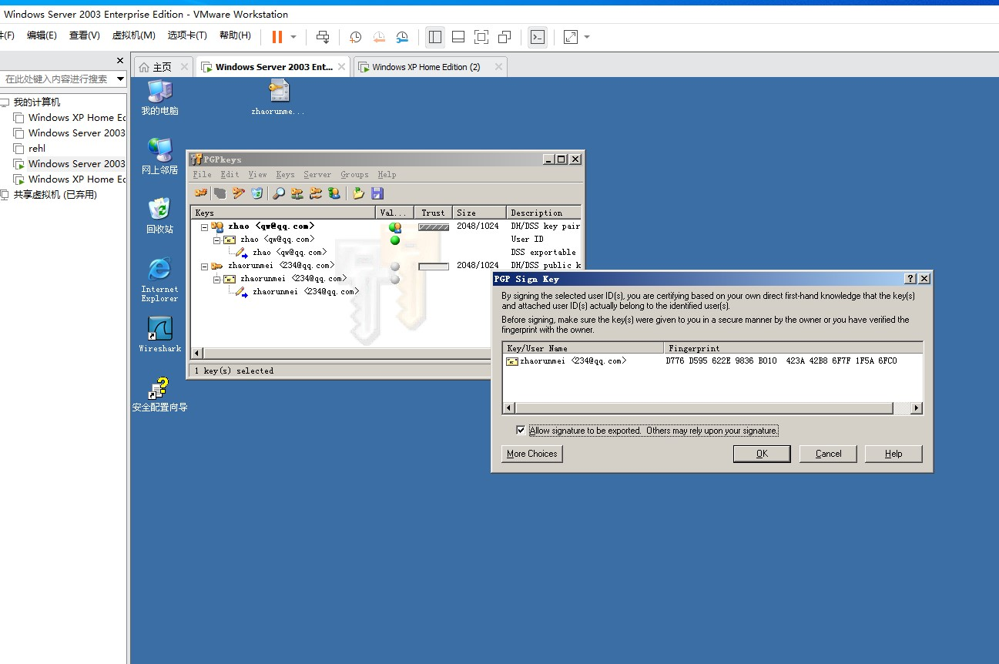 Windows Server 2003 Enterprise Edition - VMware Workstation
件(F) 编辑(E) 查看(V) 虚拟机(M) 选项卡(T) 帮助(H)
主页 Windows Server 2003 Ent... Windows XP Home Edition (2)
在此处键入内容进行搜索
我的计算机
Windows XP Home Ec
Windows Server 2003
rehl
Windows Server 2003
Windows XP Home Ec
共享虚拟机 (已弃用)
我的电脑
zhaorunme...
网上邻居
回收站
Internet
Explorer
Wireshark
安全配置向导
PGPkeys
File Edit View Keys Server Groups Help
Keys Val... Trust Size Description
zhao <qw@qq.com> 2048/1024 DH/DSS key pair
zhao <qw@qq.com> User ID
zhao <qw@qq.com> DSS exportable
zhaorunmei <234@qq.com> 2048/1024 DH/DSS public k
zhaorunmei <234@qq.com>
zhaorunmei <234@qq.com>
1 key(s) selected
PGP Sign Key
By signing the selected user ID(s), you are certifying based on your own direct first-hand knowledge that the key(s)
and attached user ID(s) actually belong to the identified user(s).
Before signing, make sure the key(s) were given to you in a secure manner by the owner or you have verified the
fingerprint with the owner.
Key/User Name Fingerprint
zhaorunmei <234@qq.com> D776 D595 622E 9836 B010 423A 42B8 6F7F 1F5A 6FC0
Allow signature to be exported. Others may rely upon your signature.
More Choices OK Cancel Help